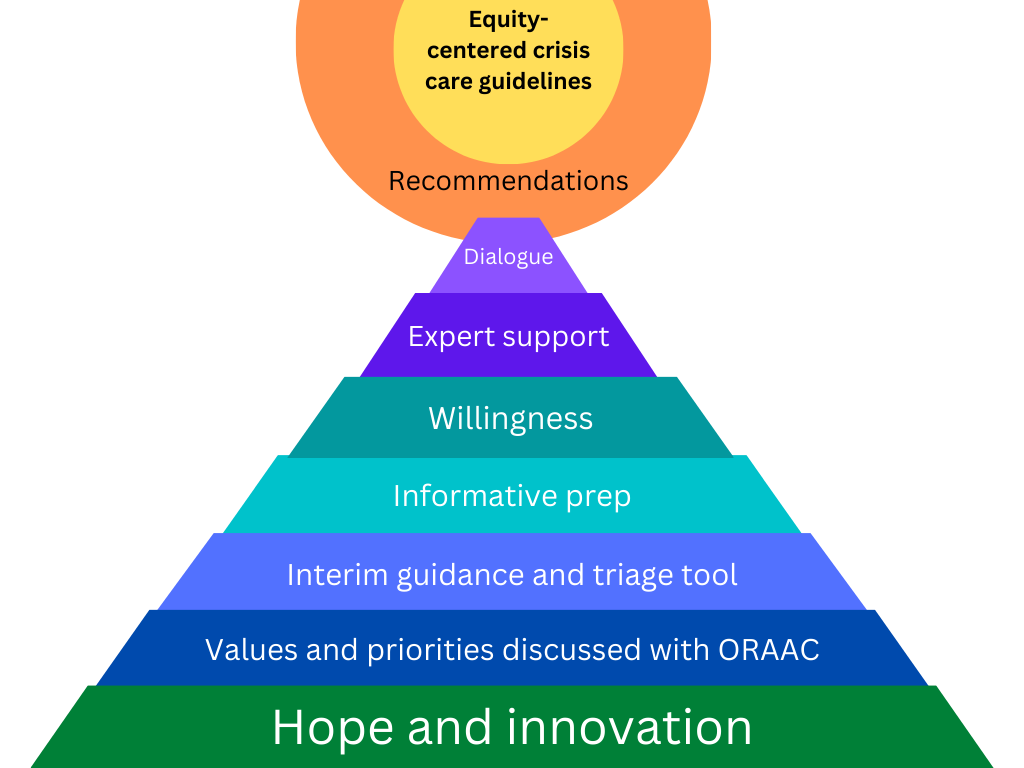 Equity-
centered crisis
care guidelines
Recommendations
Dialogue
Expert support
Willingness
Informative prep
Interim guidance and triage tool
Values and priorities discussed with ORAAC
Hope and innovation